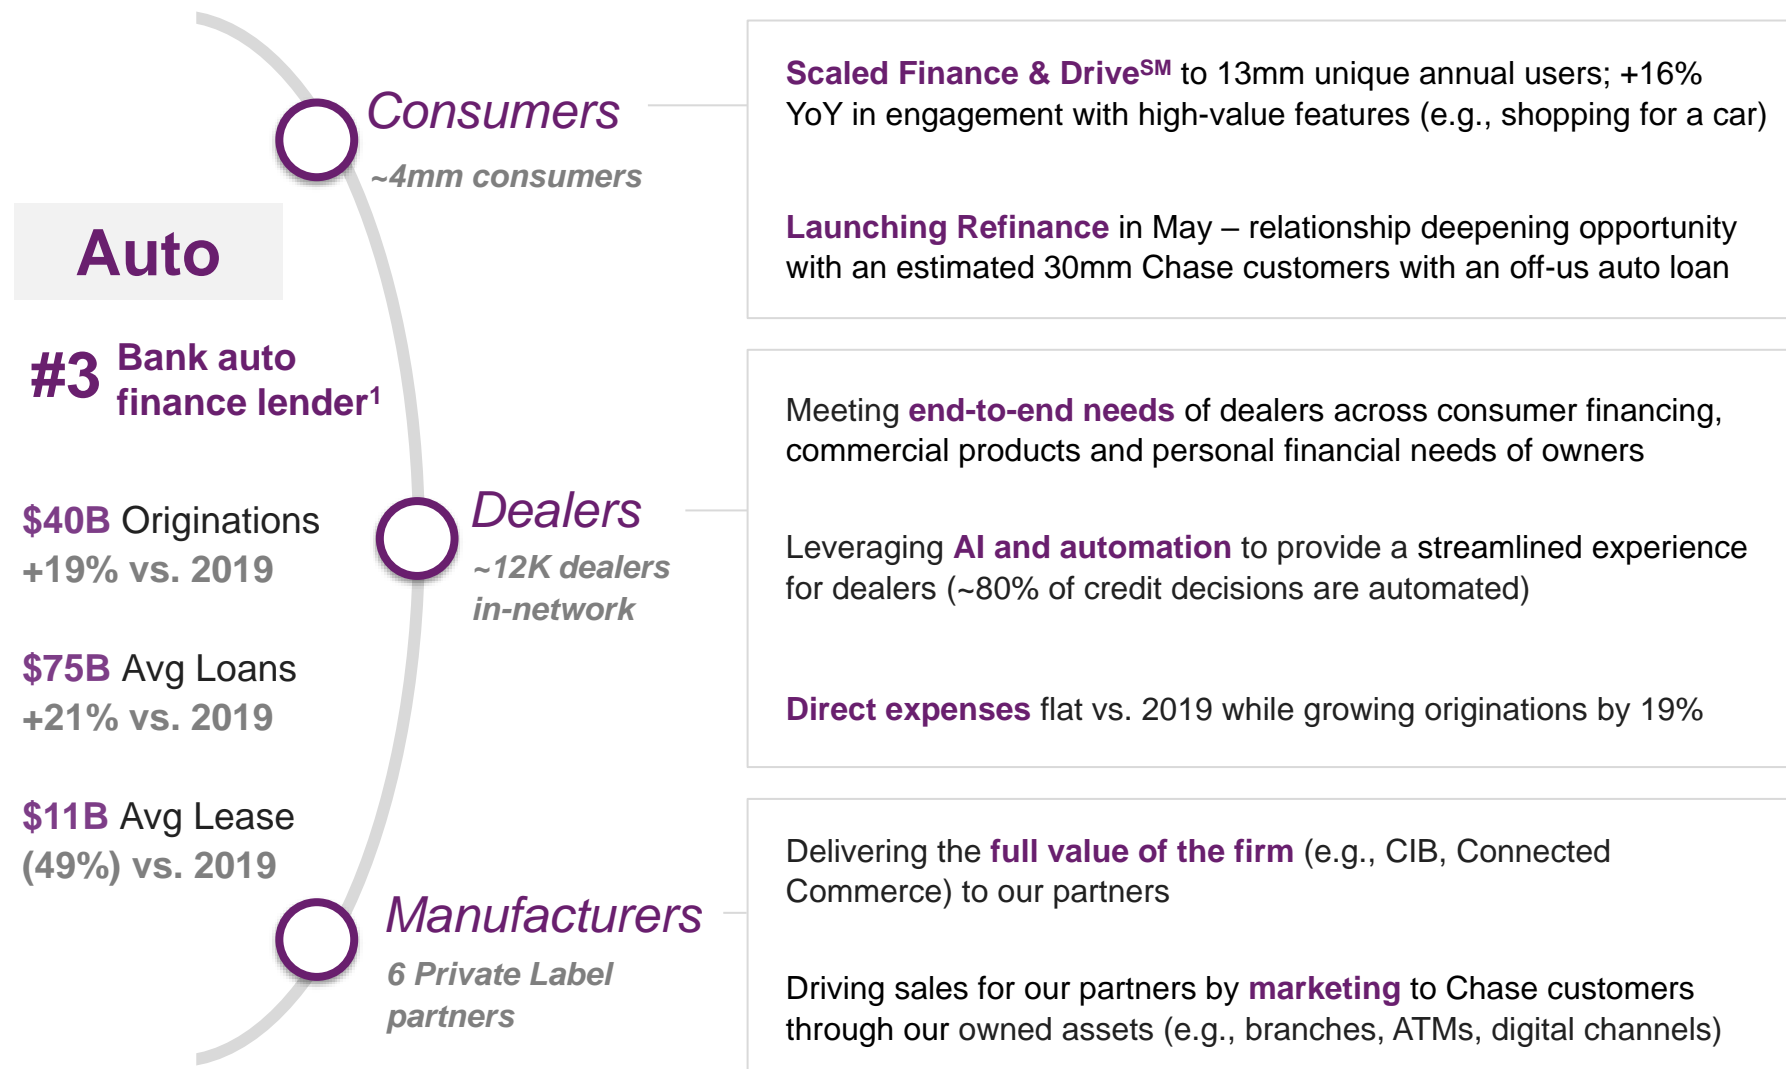 Auto
#3 Bank auto
finance lender¹
$40B Originations
+19% vs. 2019
$75B Avg Loans
+21% vs. 2019
$11B Avg Lease
(49%) vs. 2019
Consumers
~4mm consumers
Scaled Finance & Drive℠ to 13mm unique annual users; +16%
YoY in engagement with high-value features (e.g., shopping for a car)
Launching Refinance in May – relationship deepening opportunity
with an estimated 30mm Chase customers with an off-us auto loan
Dealers
~12K dealers
in-network
Meeting end-to-end needs of dealers across consumer financing,
commercial products and personal financial needs of owners
Leveraging AI and automation to provide a streamlined experience
for dealers (~80% of credit decisions are automated)
Direct expenses flat vs. 2019 while growing originations by 19%
Manufacturers
6 Private Label
partners
Delivering the full value of the firm (e.g., CIB, Connected
Commerce) to our partners
Driving sales for our partners by marketing to Chase customers
through our owned assets (e.g., branches, ATMs, digital channels)